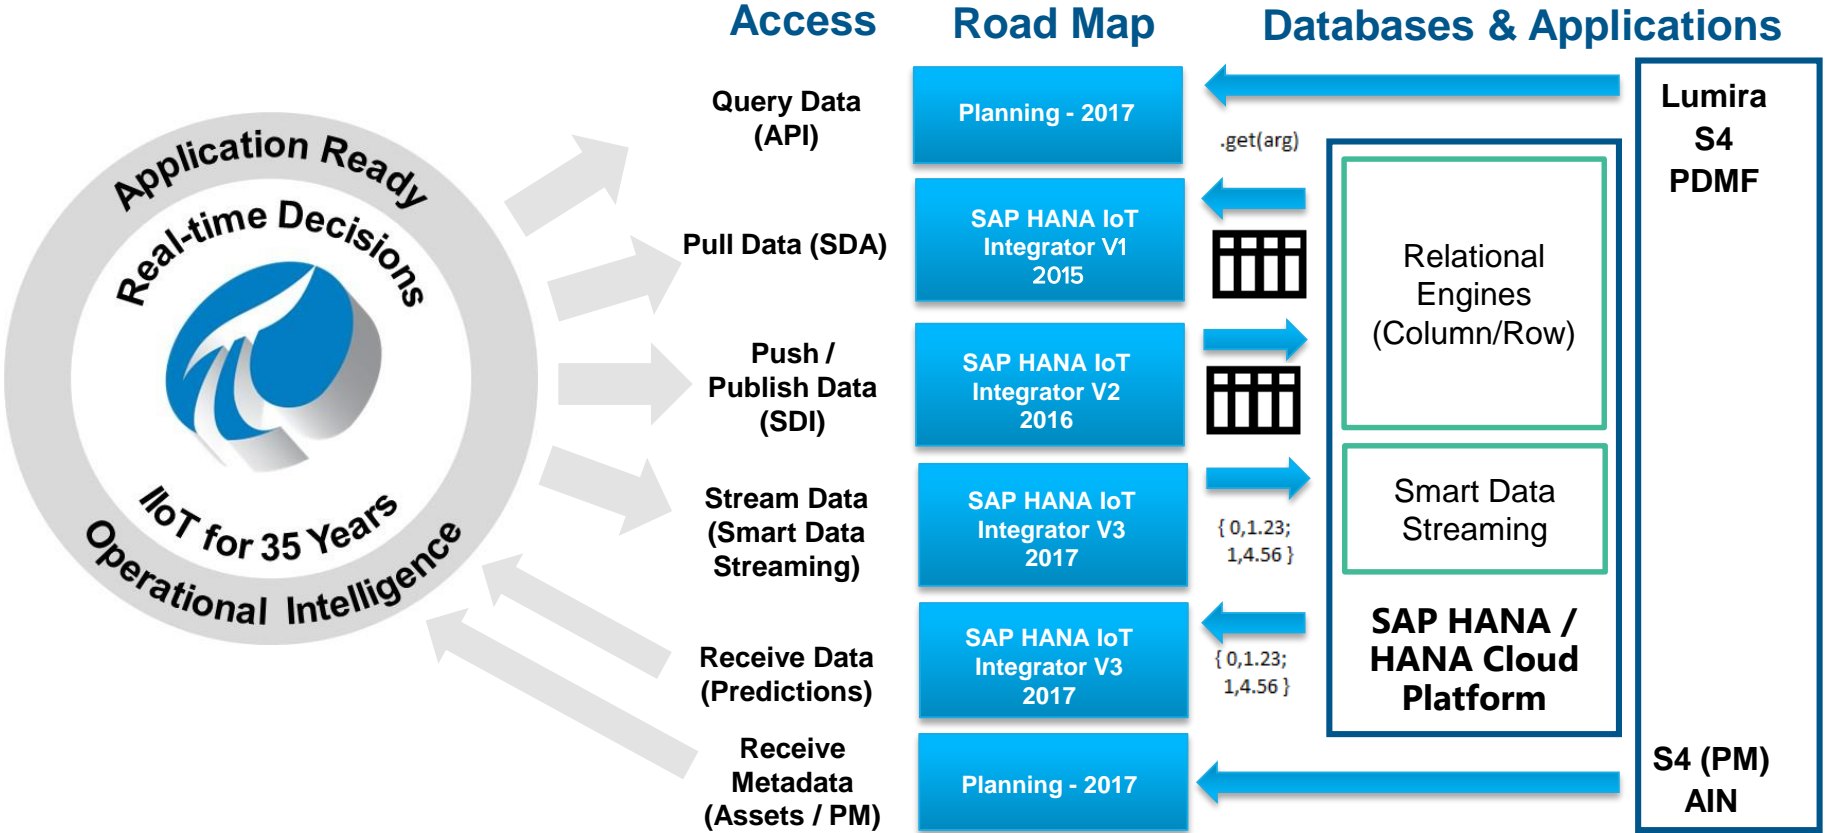 Access
Road Map
Databases & Applications
Application Ready
Real-time Decisions
IIoT for 35 Years
Operational Intelligence
Query Data
(API)
Planning - 2017
.get(arg)
Pull Data (SDA)
SAP HANA IoT
Integrator V1
2015
Push /
Publish Data
(SDI)
SAP HANA IoT
Integrator V2
2016
Stream Data
(Smart Data
Streaming)
SAP HANA IoT
Integrator V3
2017
{ 0,1.23;
1,4.56 }
Receive Data
(Predictions)
SAP HANA IoT
Integrator V3
2017
{ 0,1.23;
1,4.56 }
Receive
Metadata
(Assets / PM)
Planning - 2017
Relational
Engines
(Column/Row)
Smart Data
Streaming
SAP HANA /
HANA Cloud
Platform
Lumira
S4
PDMF
S4 (PM)
AIN